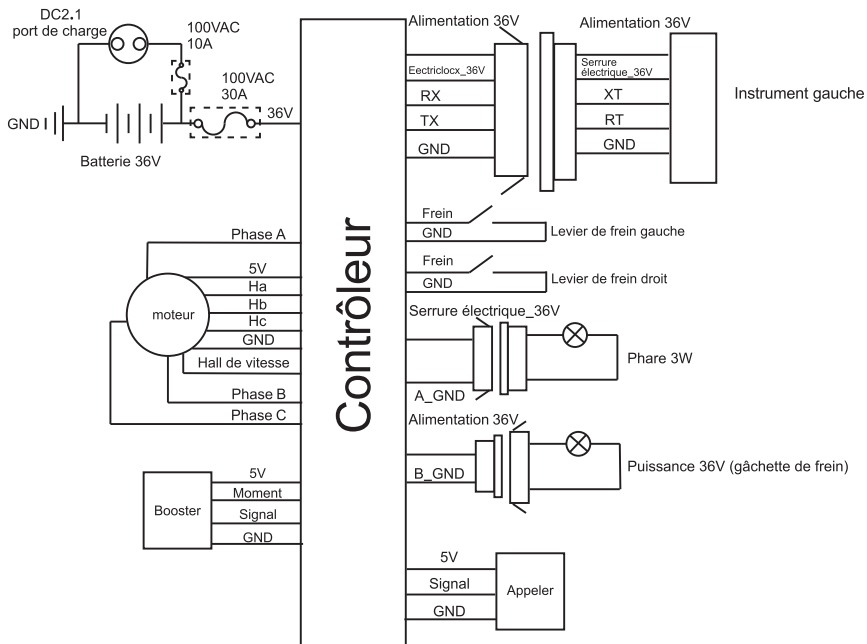 DC2.1
port de charge
100VAC
10A
100VAC
30A
36V
GND
Batterie 36V
Phase A
5V
Ha
Hb
Hc
GND
Hall de vitesse
Phase B
Phase C
moteur
Booster
5V
Moment
Signal
GND
Contrôleur
Alimentation 36V
Eectriclocx_36V
RX
TX
GND
Alimentation 36V
Serrure
électrique_36V
XT
RT
GND
Instrument gauche
Frein
GND
Levier de frein gauche
Frein
GND
Levier de frein droit
Serrure électrique_36V
A_GND
Phare 3W
Alimentation 36V
B_GND
Puissance 36V (gâchette de frein)
5V
Signal
GND
Appeler